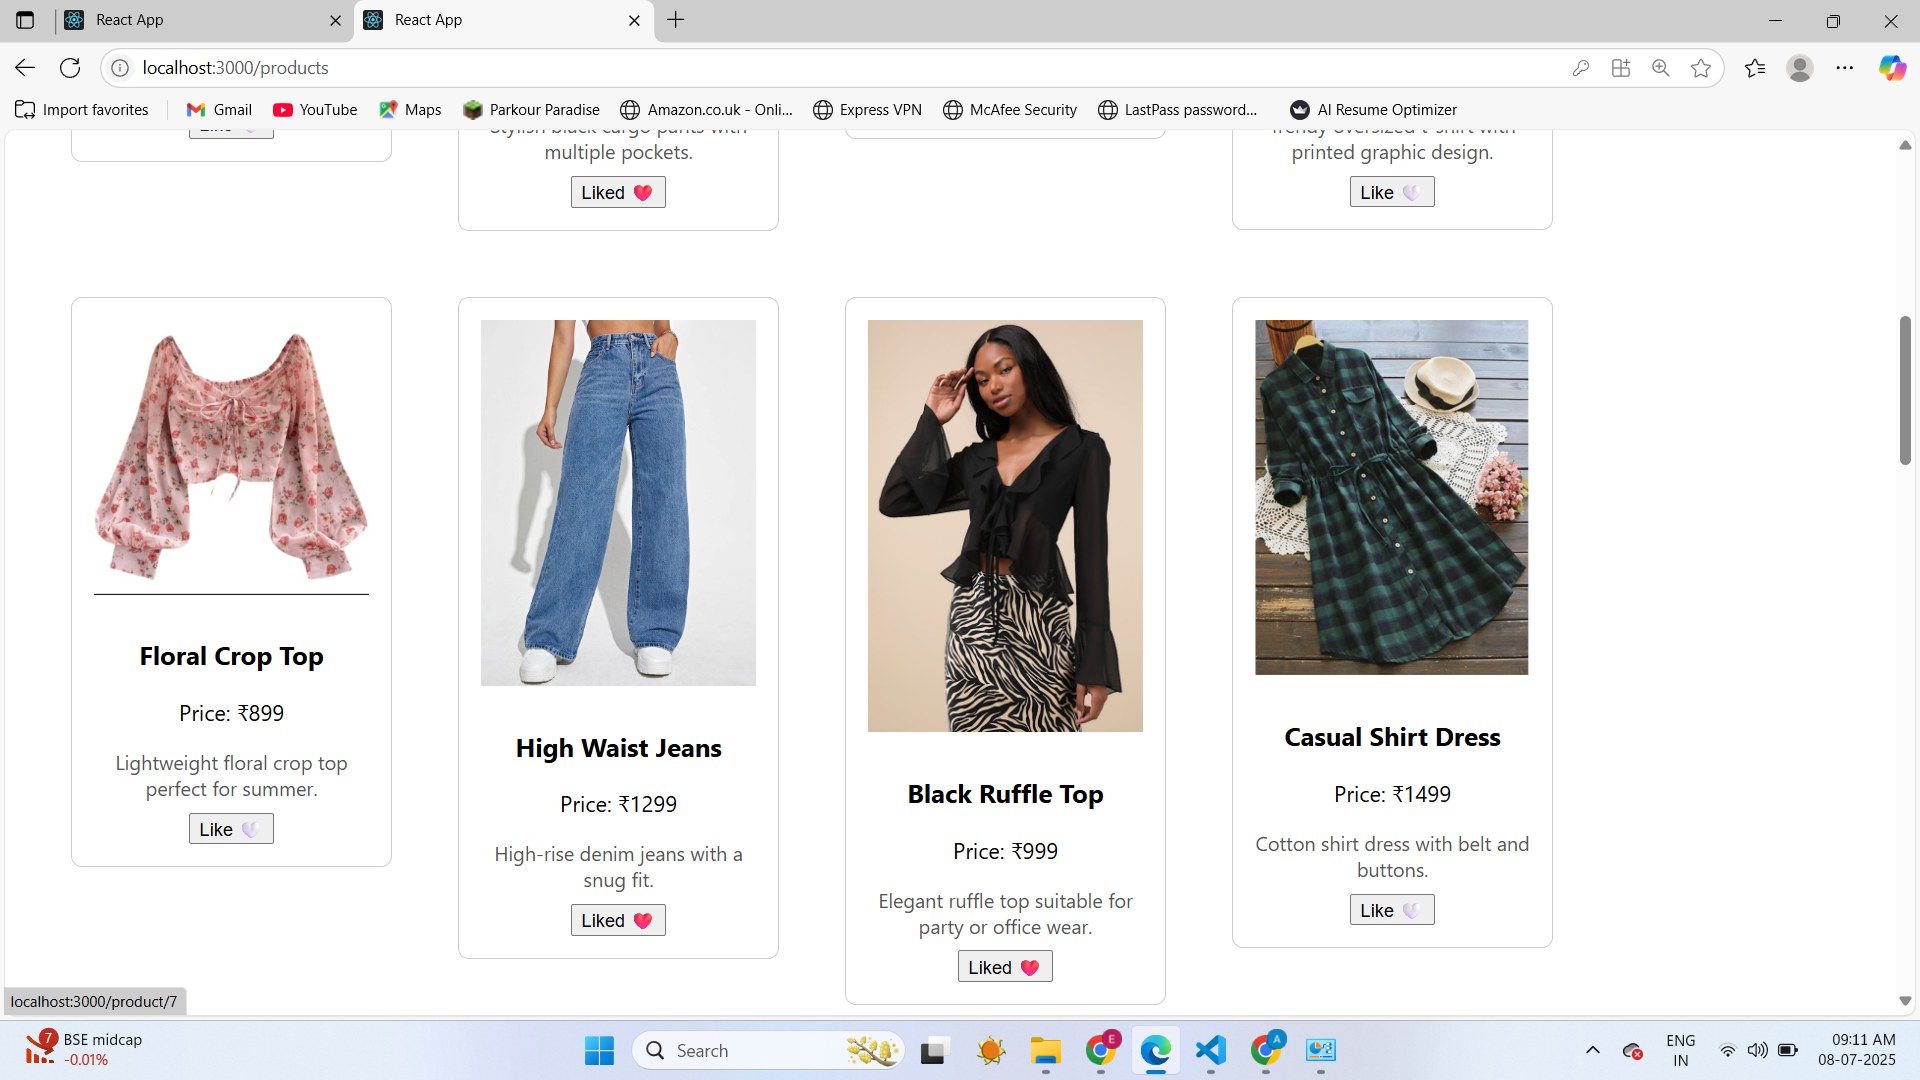 React App
React App
localhost:3000/products
Import favorites
Gmail
YouTube
Maps
Parkour Paradise
Amazon.co.uk - Onli...
Express VPN
McAfee Security
LastPass password...
AI Resume Optimizer
Like
Stylish black cargo pants with
multiple pockets.
Liked
Trendy oversized t-shirt with
printed graphic design.
Like
Floral Crop Top
Price: ₹899
Lightweight floral crop top
perfect for summer.
Like
High Waist Jeans
Price: ₹1299
High-rise denim jeans with a
snug fit.
Liked
Black Ruffle Top
Price: ₹999
Elegant ruffle top suitable for
party or office wear.
Liked
Casual Shirt Dress
Price: ₹1499
Cotton shirt dress with belt and
buttons.
Like
localhost:3000/product/7
7
BSE midcap
-0.01%
Search
E
A
ENG
IN
09:11 AM
08-07-2025